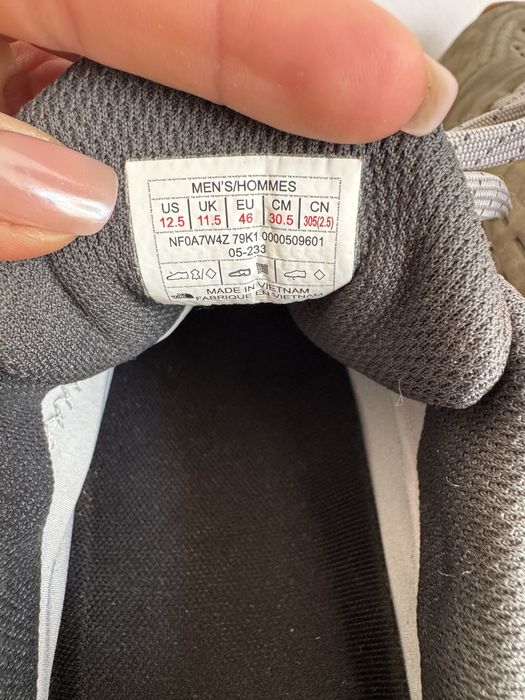 MEN'S/HOMMES
US UK EU CM CN
12.5 11.5 46 30.5 305(2.5)
NF0A7W4Z 79K1 0000509601
05-233
MADE IN VIETNAM
FABRIQUÉ EN VIETNAM